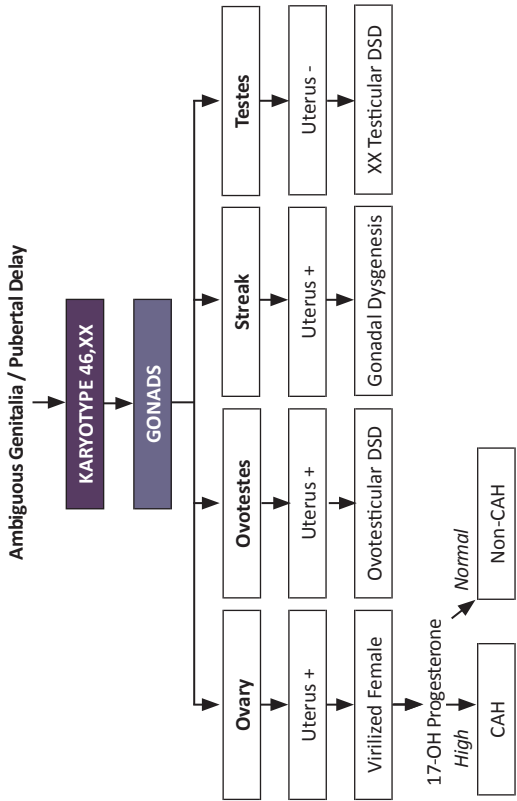 Ambiguous Genitalia / Pubertal Delay
KARYOTYPE 46,XX
GONADS
Ovary
Ovotestes
Streak
Testes
Uterus +
Uterus +
Uterus +
Uterus -
Virilized Female
Ovotesticular DSD
Gonadal Dysgenesis
XX Testicular DSD
17-OH Progesterone
High
Normal
CAH
Non-CAH